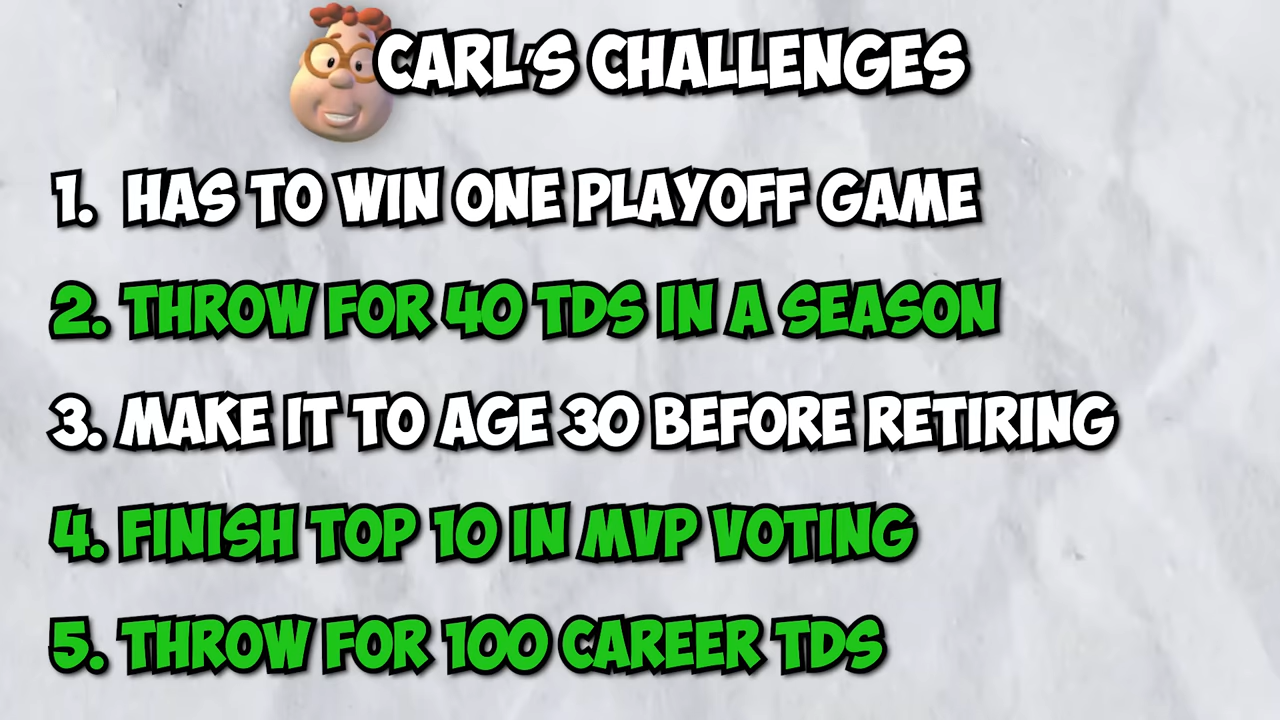 CARL'S CHALLENGES
1. HAS TO WIN ONE PLAYOFF GAME
2. THROW FOR 40 TDS IN A SEASON
3. MAKE IT TO AGE 30 BEFORE RETIRING
4. FINISH TOP 10 IN MVP VOTING
5. THROW FOR 100 CAREER TDS